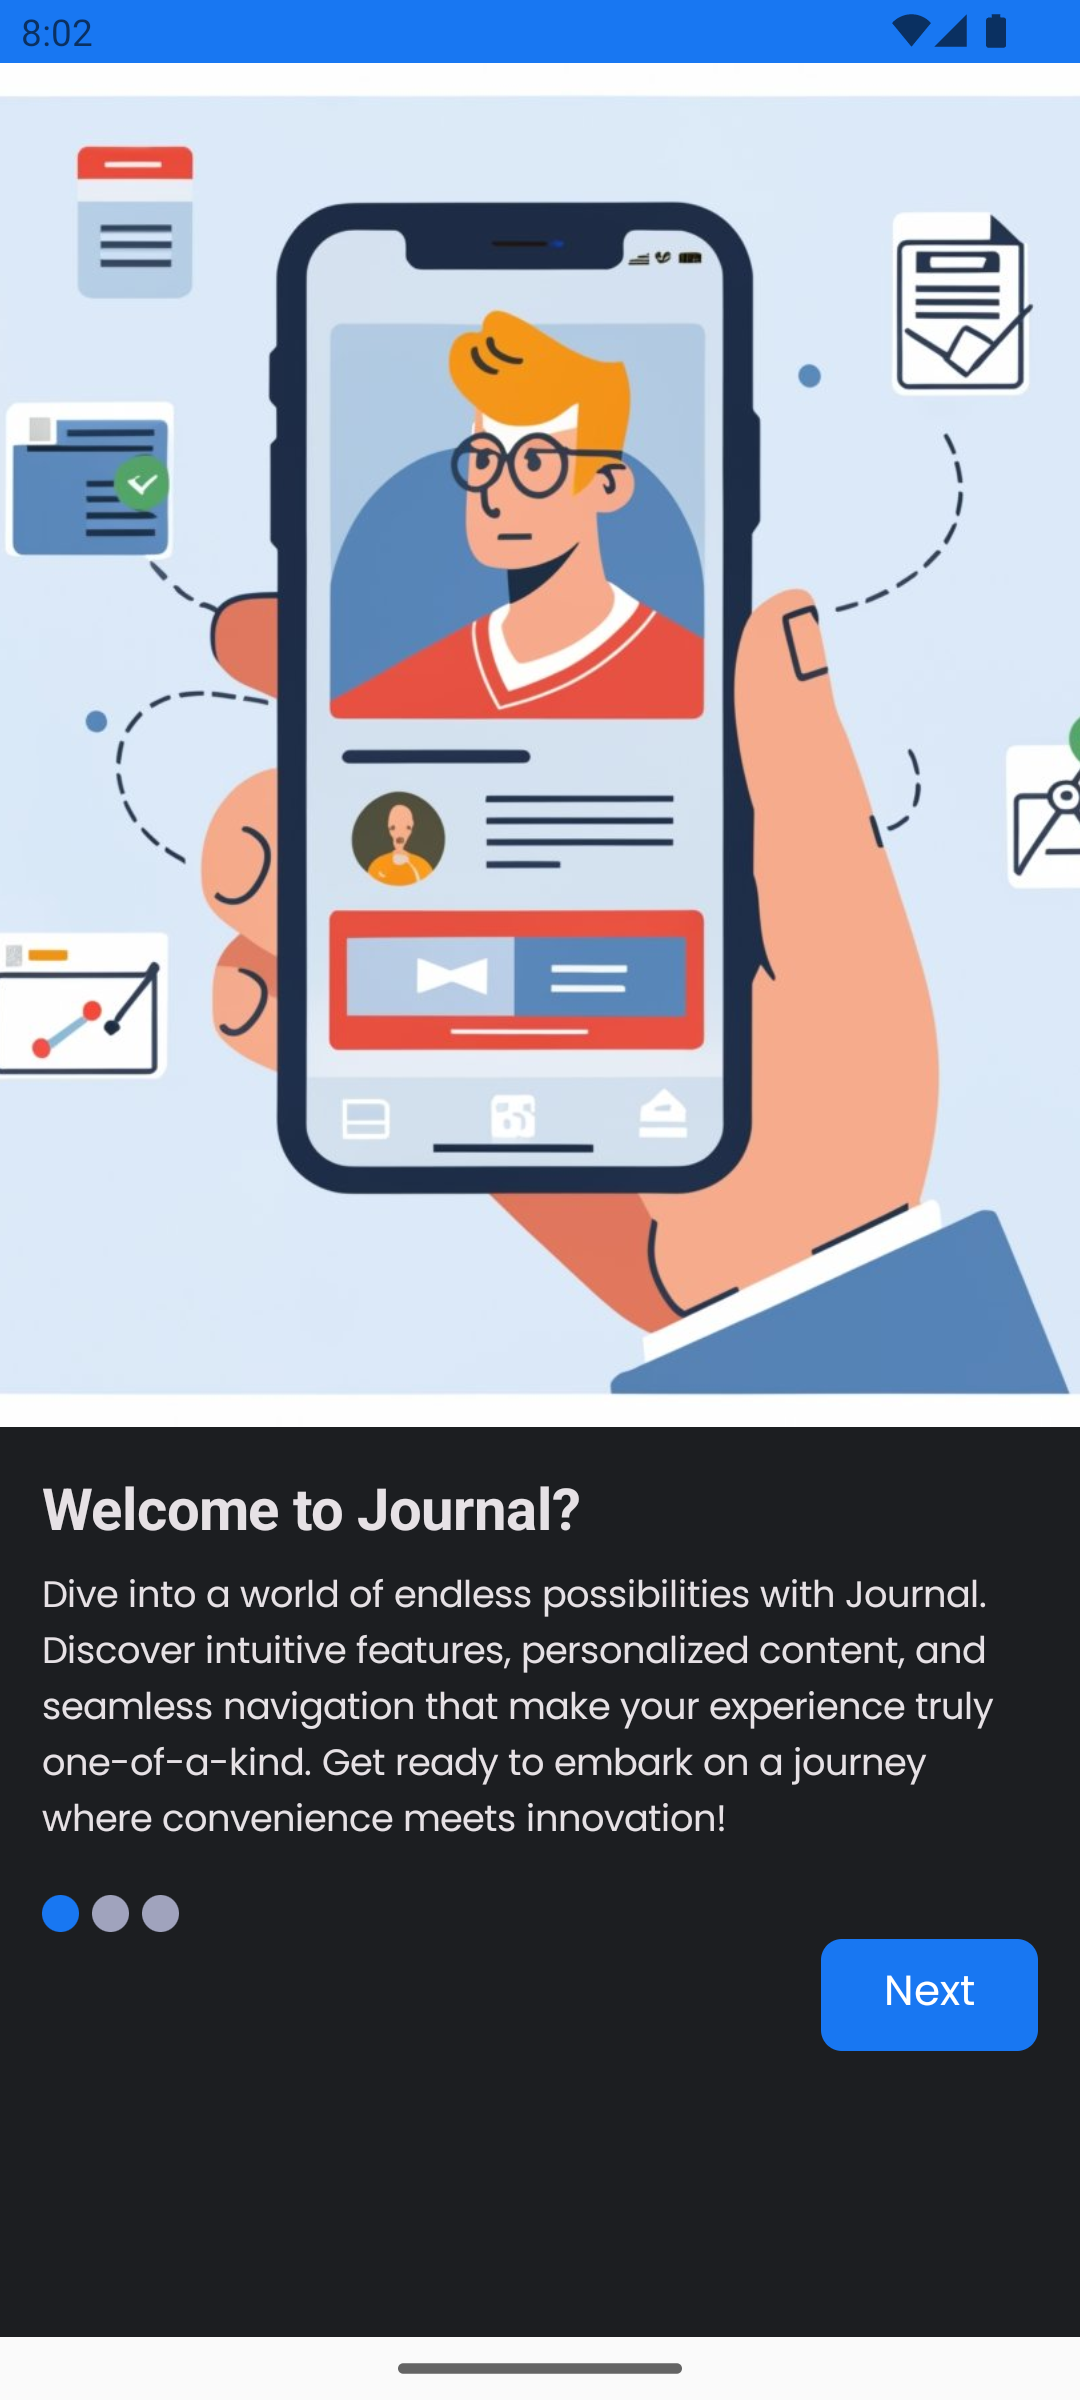 8:02
Welcome to Journal?
Dive into a world of endless possibilities with Journal.
Discover intuitive features, personalized content, and
seamless navigation that make your experience truly
one-of-a-kind. Get ready to embark on a journey
where convenience meets innovation!
Next